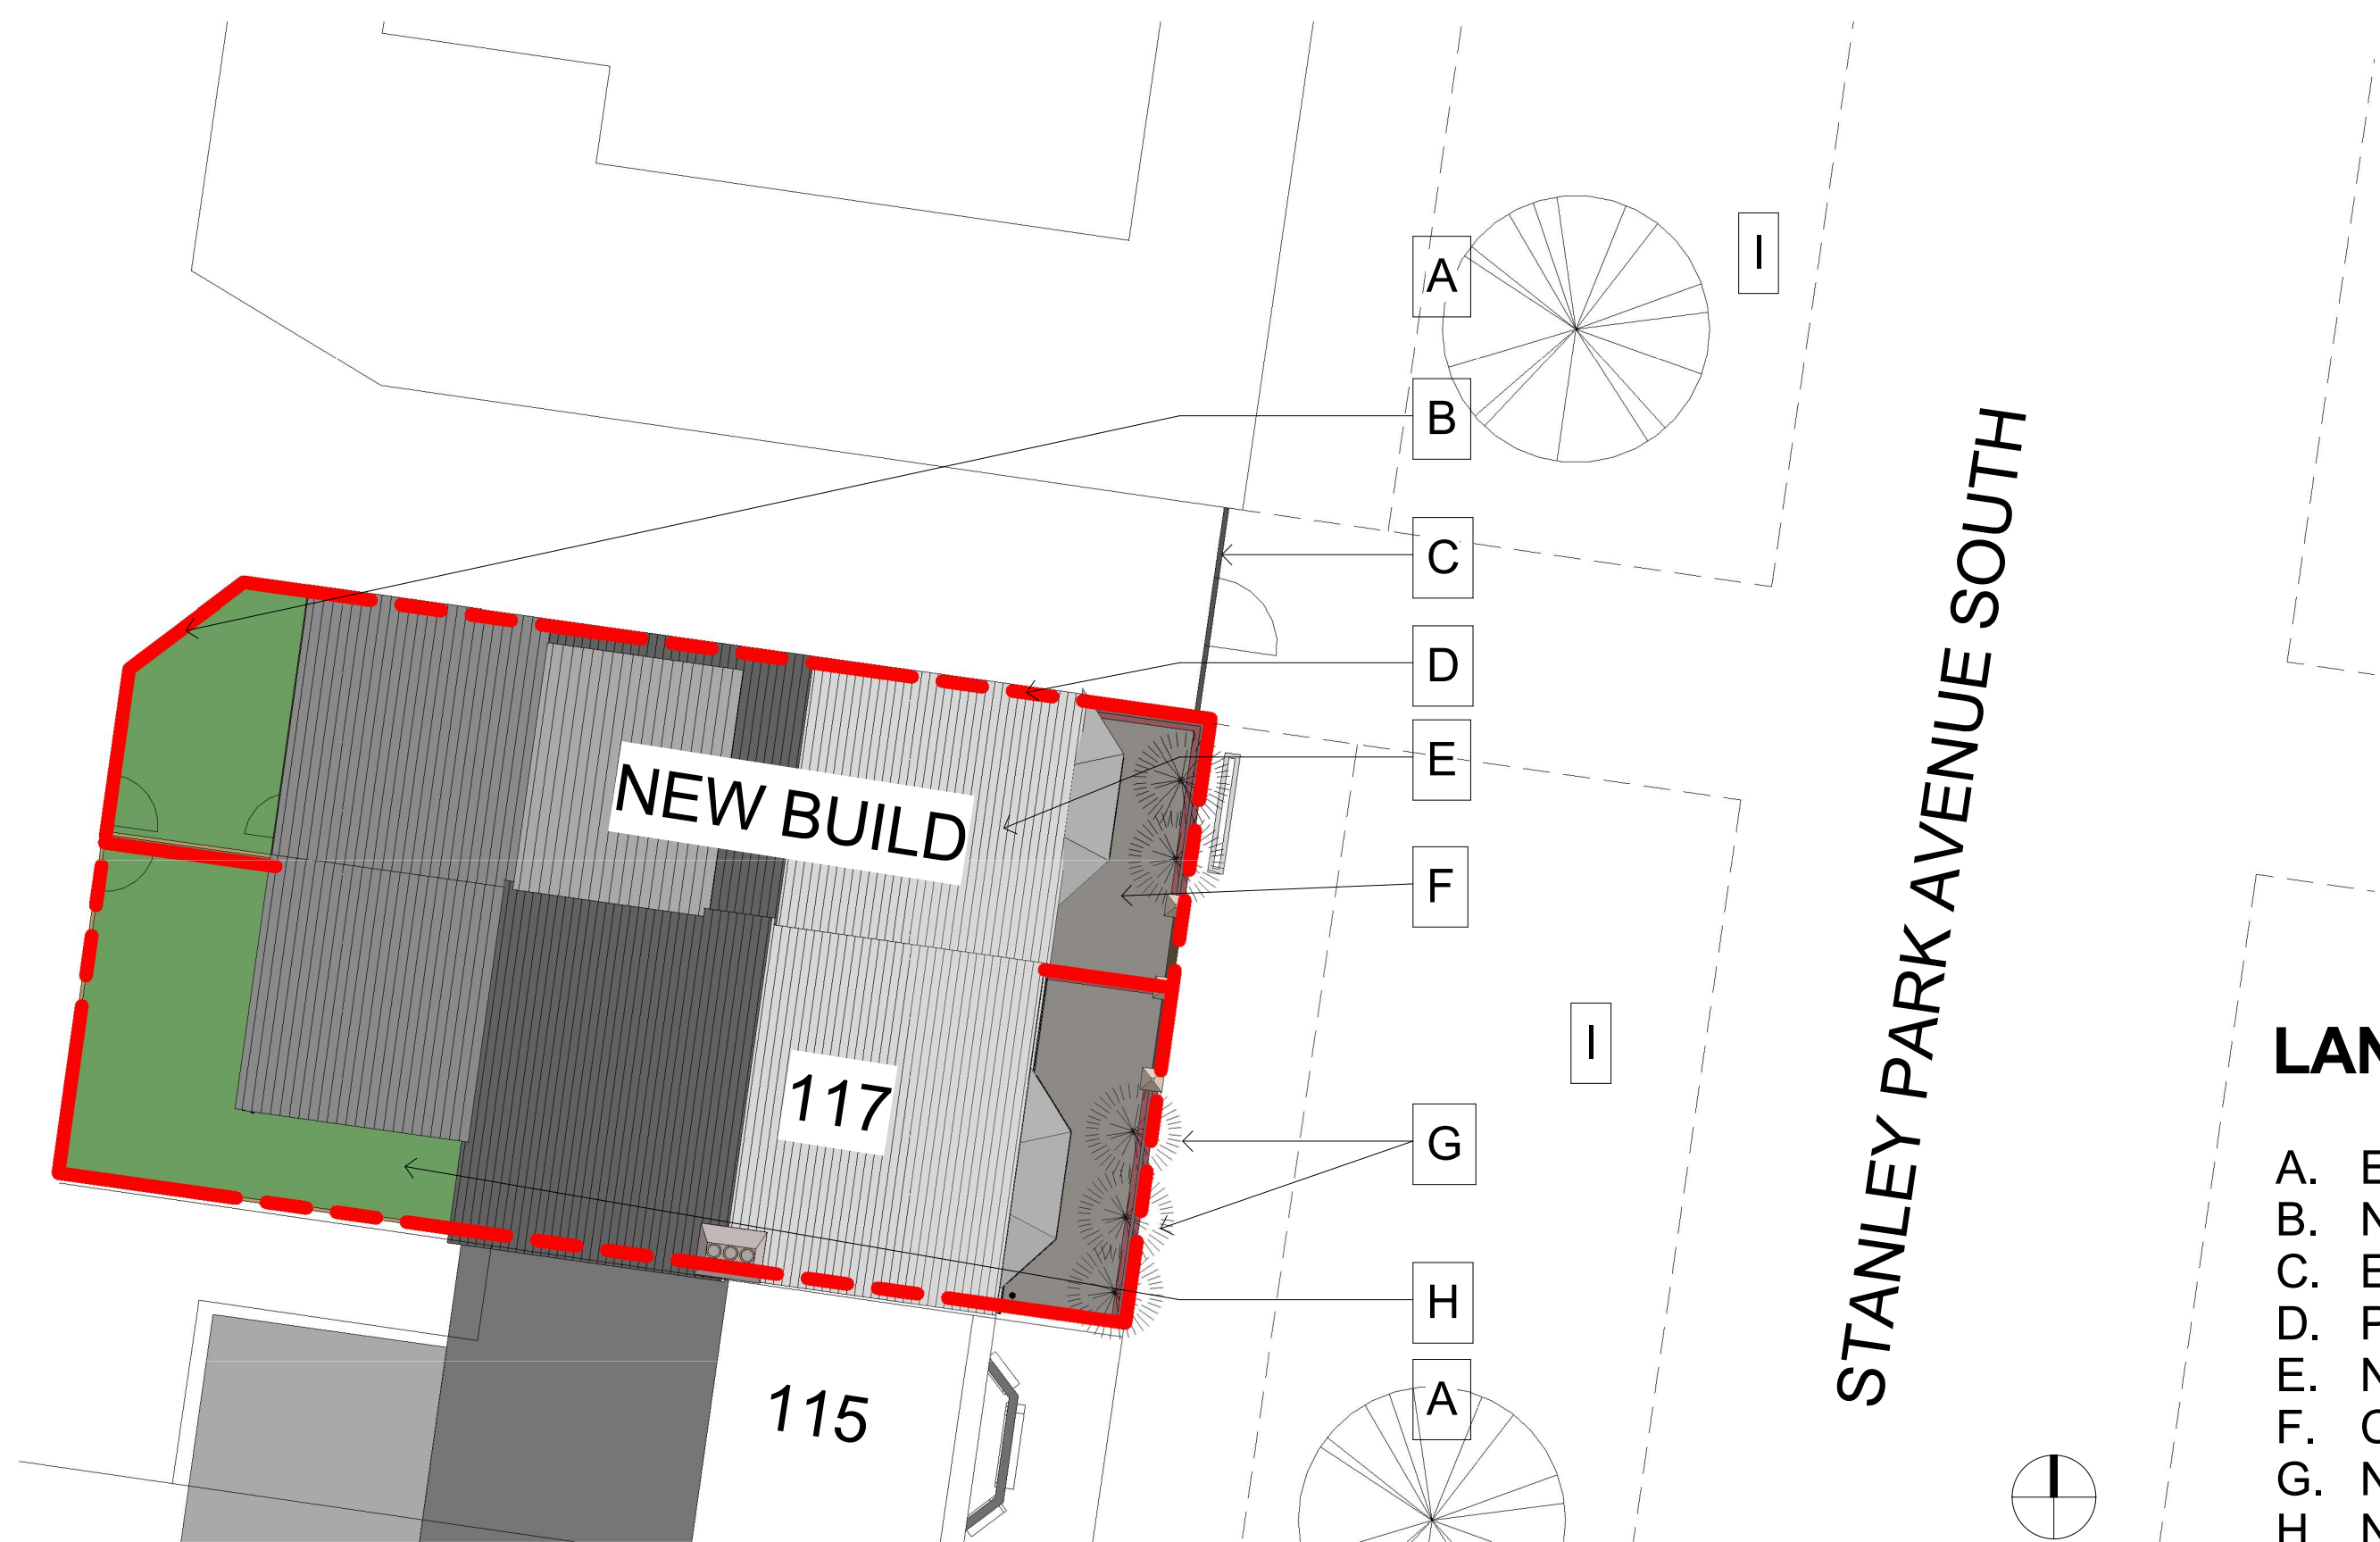 A
I
B
C
D
E
F
NEW BUILD
STANLEY PARK AVENUE SOUTH
I
117
G
H
A
115
LAN
A. E
B. N
C. E
D. P
E. N
F.
G. N
H N